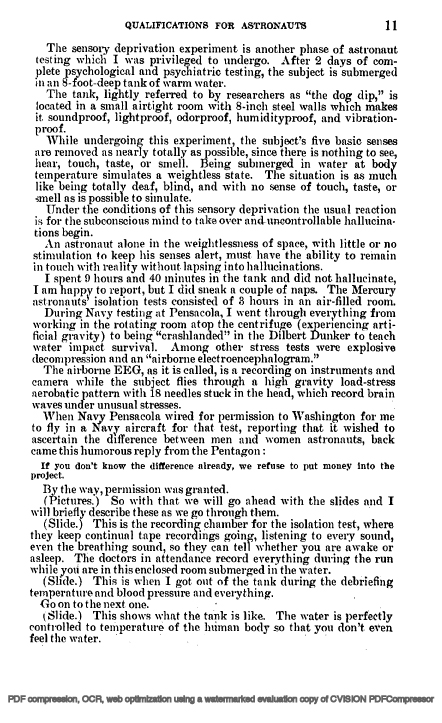 QUALIFICATIONS FOR ASTRONAUTS 11
The sensory deprivation experiment is another phase of astronaut
testing which I was privileged to undergo. After 2 days of com-
plete psychological and psychiatric testing, the subject is submerged
in an 8-foot-deep tank of warm water.
The tank, lightly referred to by researchers as "the dog dip," is
located in a small airtight room with 8-inch steel walls which makes
it soundproof, lightproof, odorproof, humidityproof, and vibration-
proof.
While undergoing this experiment, the subject's five basic senses
are removed as nearly totally as possible, since there is nothing to see,
hear, touch, taste, or smell. Being submerged in water at body
temperature simulates a weightless state. The situation is as much
like being totally deaf, blind, and with no sense of touch, taste, or
smell as is possible to simulate.
Under the conditions of this sensory deprivation the usual reaction
is for the subconscious mind to take over and uncontrollable hallucina-
tions begin.
An astronaut alone in the weightlessness of space, with little or no
stimulation to keep his senses alert, must have the ability to remain
in touch with reality without lapsing into hallucinations.
I spent 9 hours and 40 minutes in the tank and did not hallucinate,
I am happy to report, but I did sneak a couple of naps. The Mercury
astronauts' isolation tests consisted of 3 hours in an air-filled room.
During Navy testing at Pensacola, I went through everything from
working in the rotating room atop the centrifuge (experiencing arti-
ficial gravity) to being "crashlanded" in the Dilbert Dunker to teach
water impact survival. Among other stress tests were explosive
decompression and an "airborne electroencephalogram."
The airborne EEG, as it is called, is a recording on instruments and
camera while the subject flies through a high gravity load-stress
aerobatic pattern with 18 needles stuck in the head, which record brain
waves under unusual stresses.
When Navy Pensacola wired for permission to Washington for me
to fly in a Navy aircraft for that test, reporting that it wished to
ascertain the difference between men and women astronauts, back
came this humorous reply from the Pentagon:
If you don't know the difference already, we refuse to put money into the
project.
By the way, permission was granted.
(Pictures.) So with that we will go ahead with the slides and I
will briefly describe these as we go through them.
(Slide.) This is the recording chamber for the isolation test, where
they keep continual tape recordings going, listening to every sound,
even the breathing sound, so they can tell whether you are awake or
asleep. The doctors in attendance record everything during the run
while you are in this enclosed room submerged in the water.
(Slide.) This is when I got out of the tank during the debriefing
temperature and blood pressure and everything.
Go on to the next one.
(Slide.) This shows what the tank is like. The water is perfectly
controlled to temperature of the human body so that you don't even
feel the water.
PDF compression, OCR, web optimization using a watermarked evaluation copy of CVISION PDFCompressor